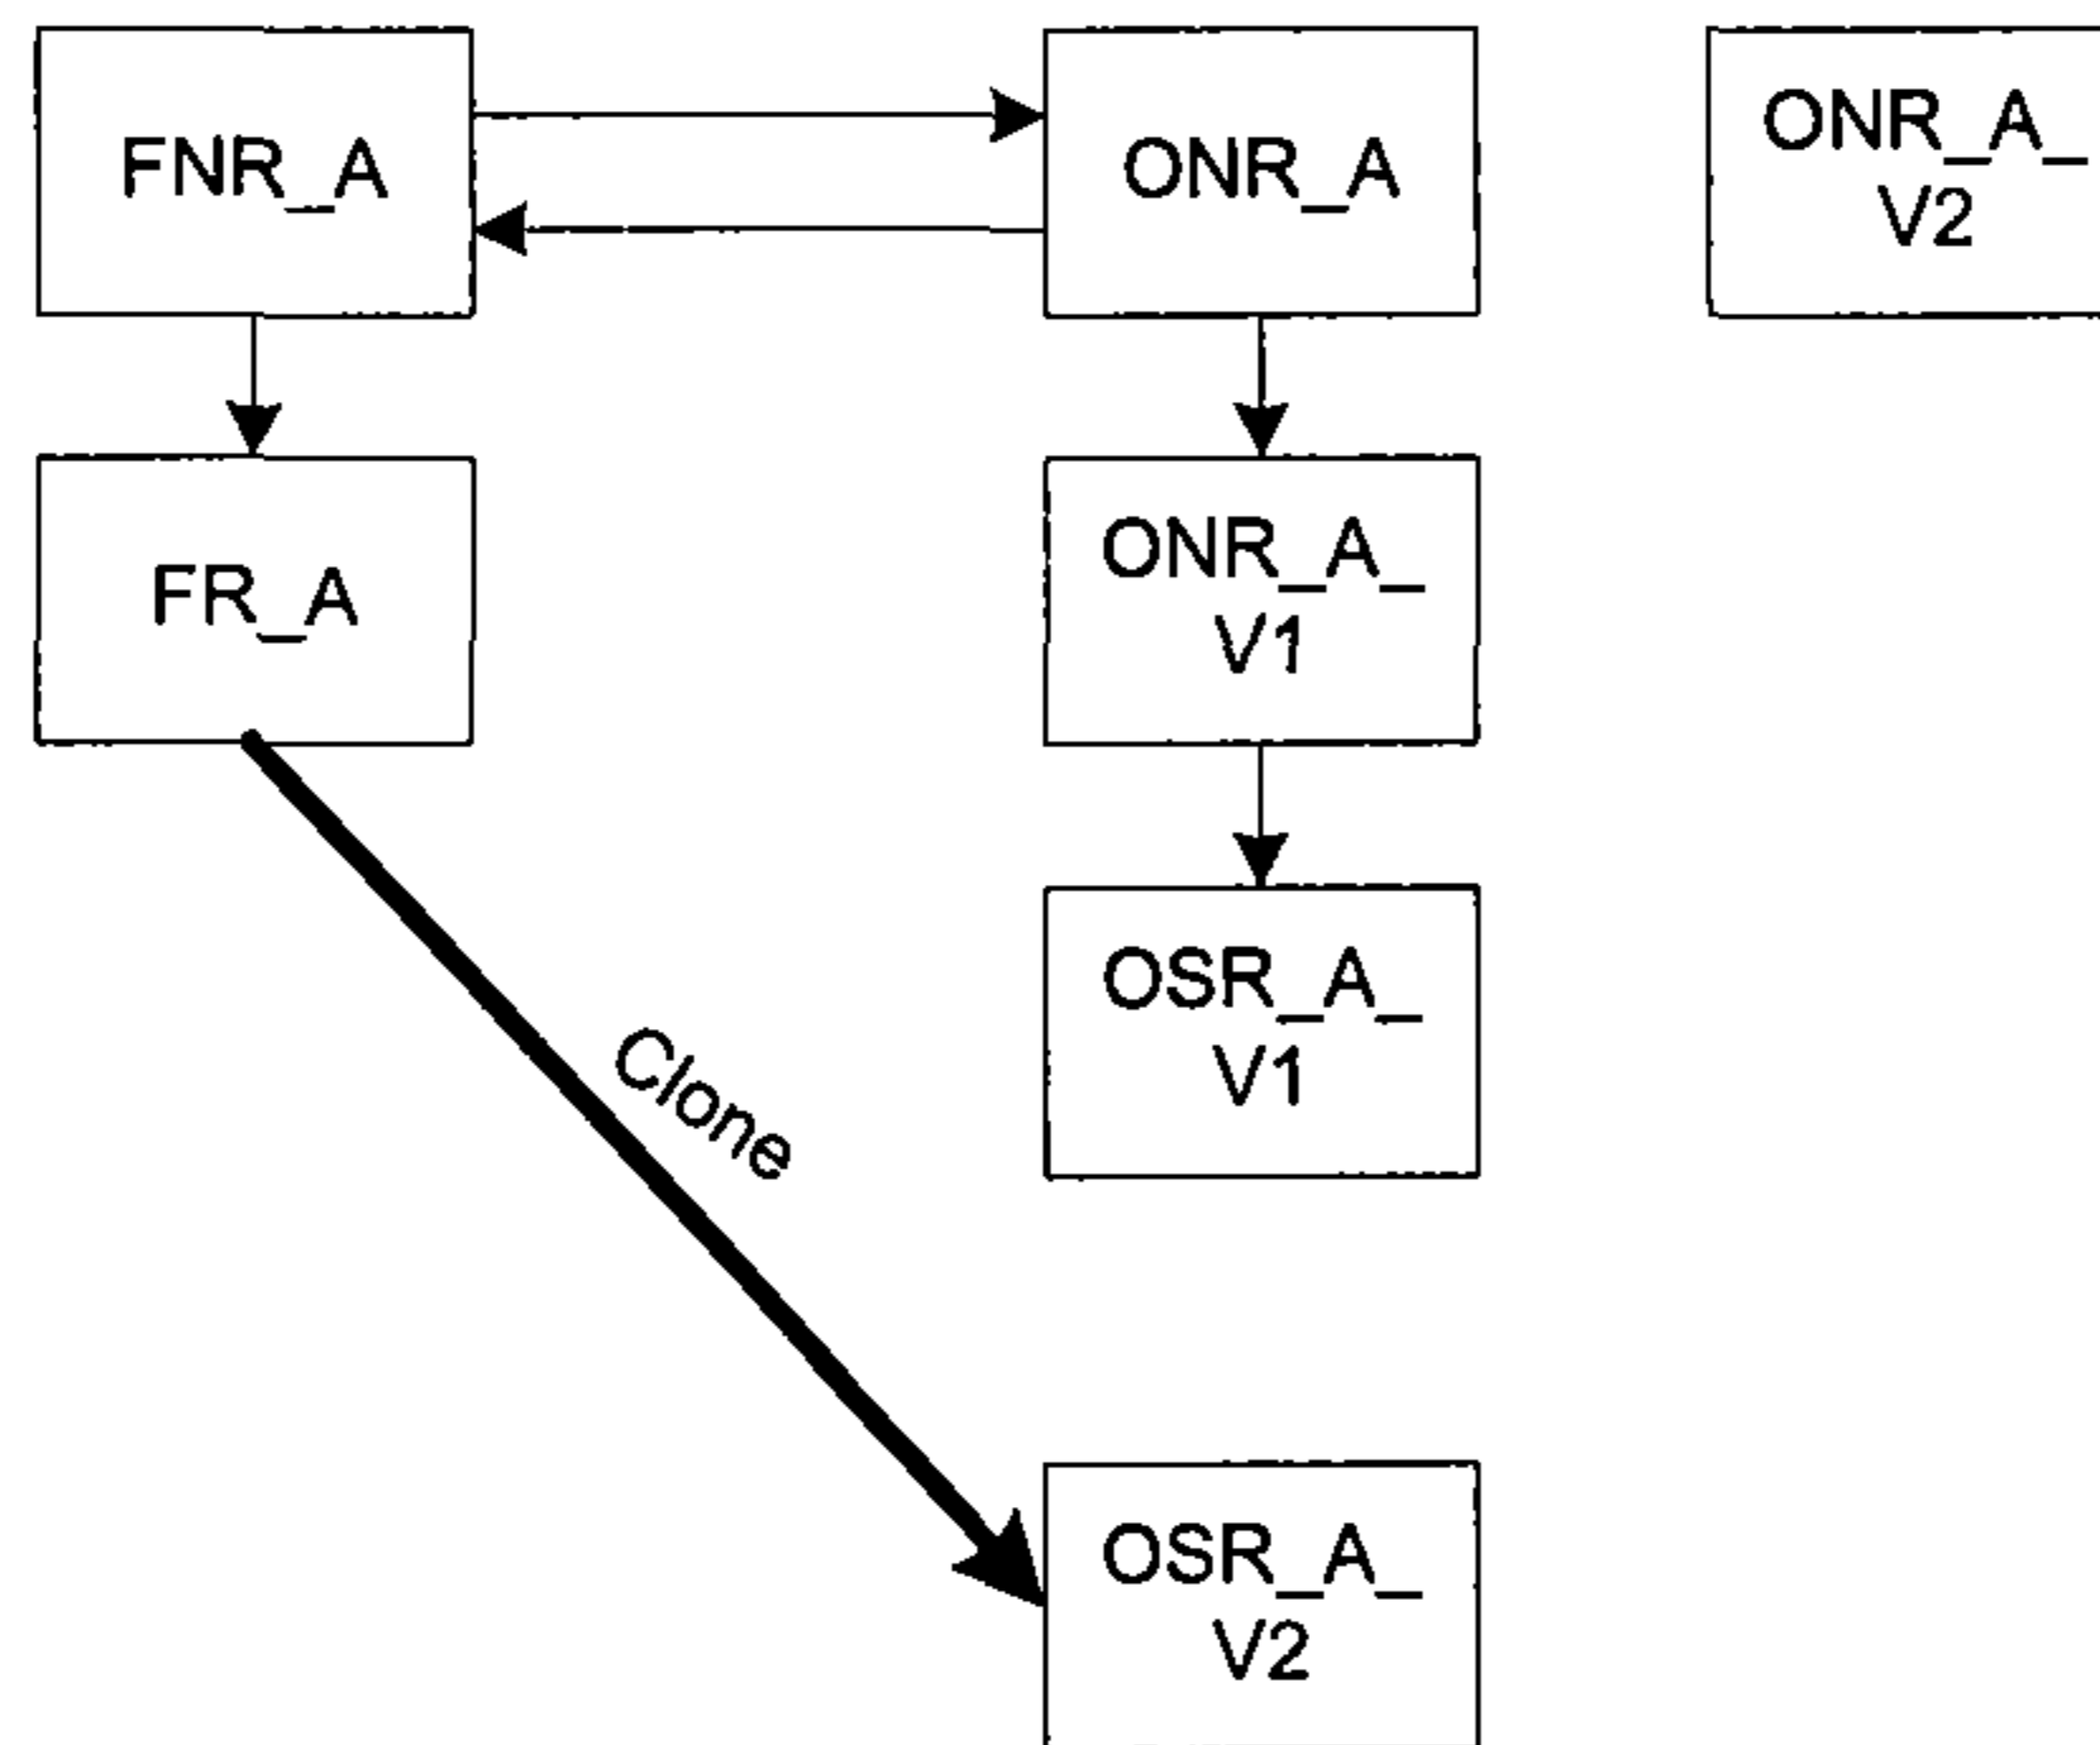 FNR_A
ONR_A
ONR_A_
V2
FR_A
ONR_A_
V1
OSR_A_
V1
Clone
OSR_A_
V2